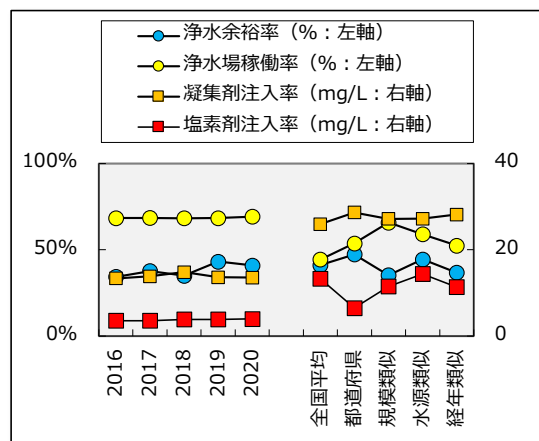 浄水余裕率（%：左軸）
浄水場稼働率（%：左軸）
凝集剤注入率（mg/L：右軸）
塩素剤注入率（mg/L：右軸）
100%
50%
0%
40
20
0
2016
2017
2018
2019
2020
全国平均
都道府県
規模類似
水源類似
経年類似